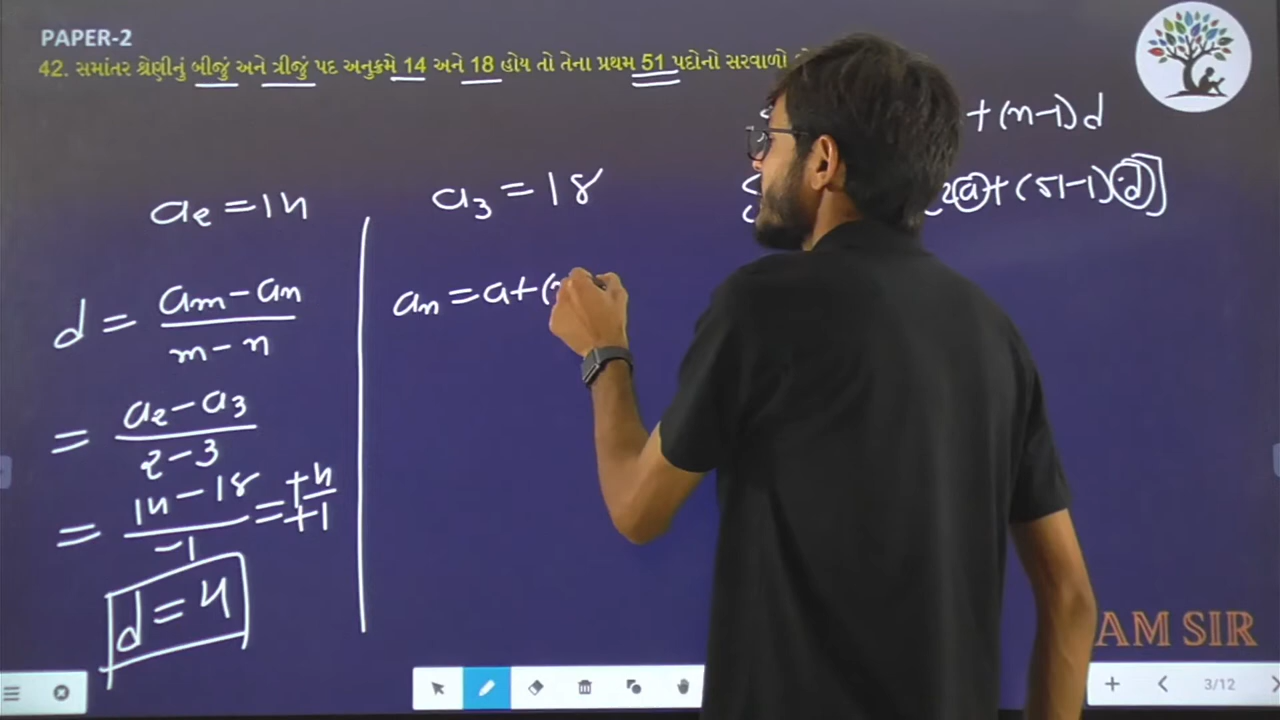 PAPER-2
42. સમાંતર શ્રેણીનું બીજું અને ત્રીજું પદ અનુક્રમે 14 અને 18 હોય તો તેના પ્રથમ 51 પદોનો સરવાળો
+ (n-1)d
(a) + (51-1)(d)]
a₂ = 14
a₃ = 18
d = (aₘ - aₙ) / (m - n)
= (a₂ - a₃) / (2 - 3)
= (14 - 18) / -1 = +4 / +1
d = 4
aₙ = a + (
AM SIR
3/12